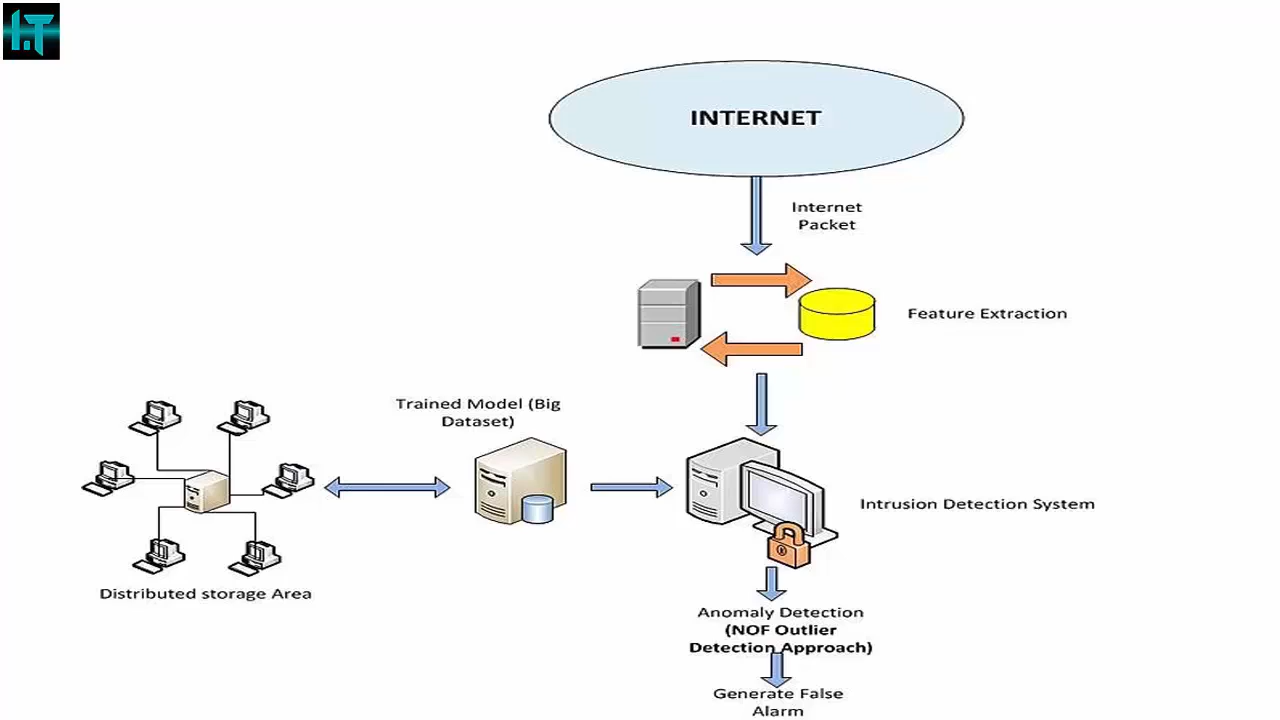 I.T
INTERNET
Internet
Packet
Feature Extraction
Trained Model (Big
Dataset)
Intrusion Detection System
Distributed storage Area
Anomaly Detection
(NOF Outlier
Detection Approach)
Generate False
Alarm